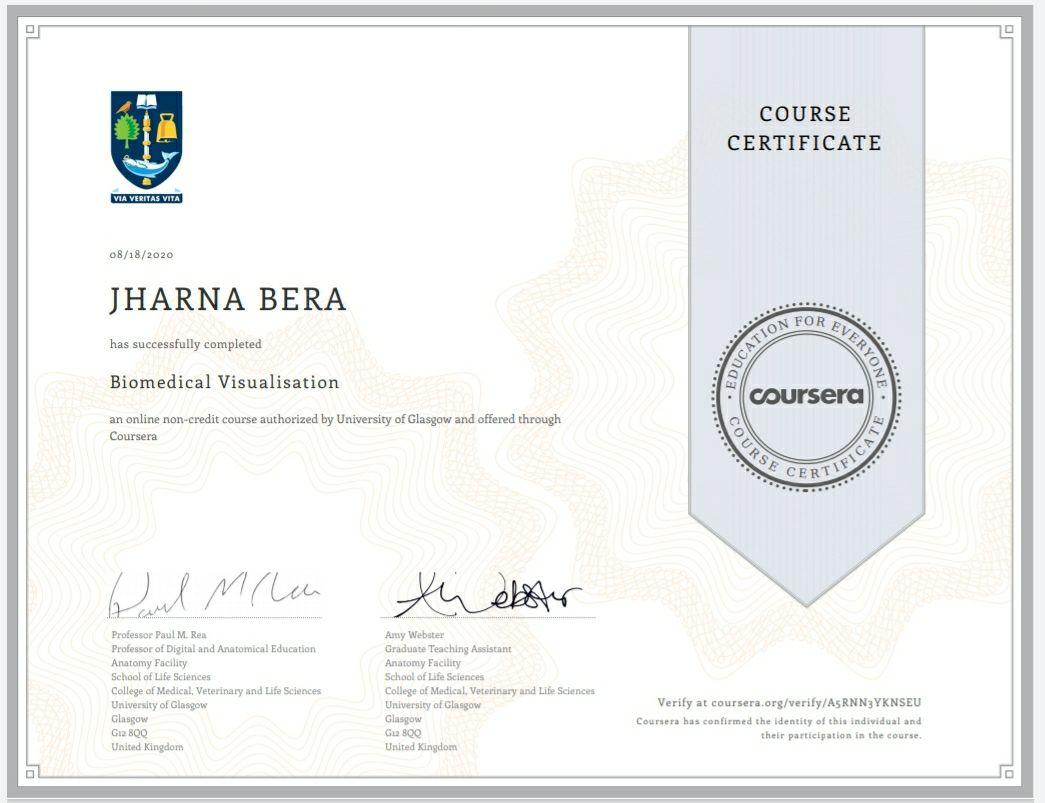 COURSE
CERTIFICATE
VIA VERITAS VITA
08/18/2020
JHARNA BERA
has successfully completed
Biomedical Visualisation
an online non-credit course authorized by University of Glasgow and offered through
Coursera
EDUCATION FOR EVERYONE
coursera
COURSE CERTIFICATE
Paul M. Rea
Professor Paul M. Rea
Professor of Digital and Anatomical Education
Anatomy Facility
School of Life Sciences
College of Medical, Veterinary and Life Sciences
University of Glasgow
Glasgow
G12 8QQ
United Kingdom
Webster
Amy Webster
Graduate Teaching Assistant
Anatomy Facility
School of Life Sciences
College of Medical, Veterinary and Life Sciences
University of Glasgow
Glasgow
G12 8QQ
United Kingdom
Verify at coursera.org/verify/A5RNN3YKNSEU
Coursera has confirmed the identity of this individual and
their participation in the course.